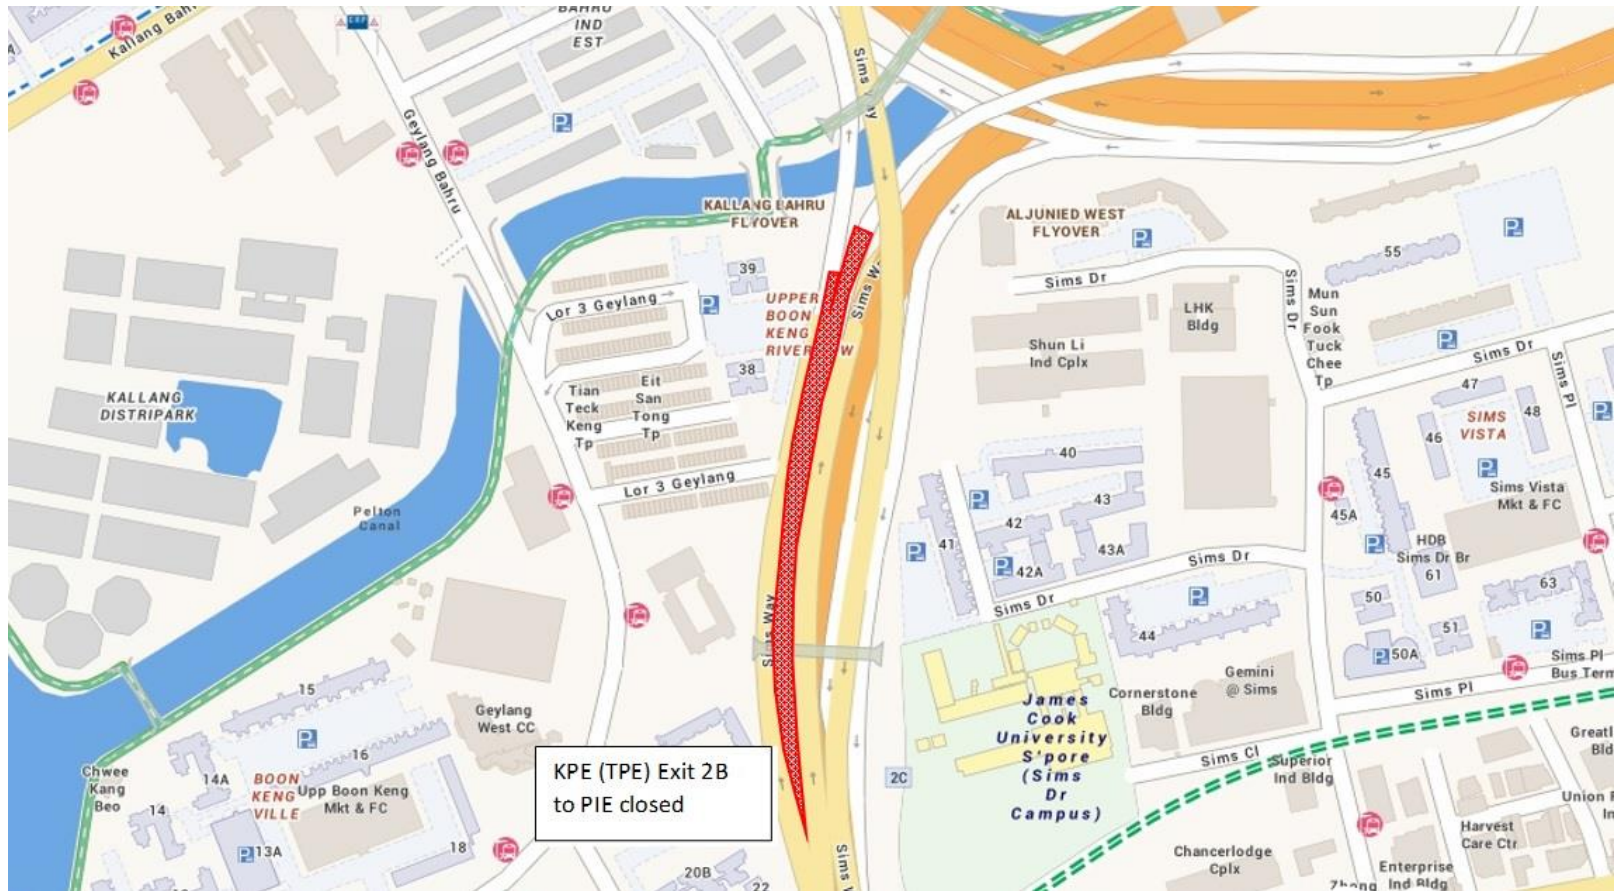 BAHRU
IND
EST
ERP
Kallang Bahru
Geylang Bahru
Sims Way
KALLANG BAHRU
FLYOVER
ALJUNIED WEST
FLYOVER
55
39
Sims Dr
Sims Dr
Mun
Sun
Fook
Tuck
Chee
Tp
Lor 3 Geylang
UPPER
BOON
KENG
RIVERVIEW
Sims Way
LHK
Bldg
Shun Li
Ind Cplx
Sims Dr
Sims Pl
38
KALLANG
DISTRIPARK
Tian
Teck
Keng
Tp
Eit
San
Tong
Tp
47
48
SIMS
VISTA
46
45
40
Lor 3 Geylang
43
Sims Vista
Mkt & FC
45A
Pelton
Canal
42
41
43A
42A
HDB
Sims Dr Br
61
Sims Dr
63
50
Sims Dr
51
44
50A
Sims Way
Sims Pl
Bus Term
Gemini
@ Sims
Sims Pl
Cornerstone
Bldg
15
Geylang
West CC
James
Cook
University
S'pore
(Sims
Dr
Campus)
16
Sims Cl
Superior
Ind Bldg
Chwee
Kang
Beo
14A
BOON
KENG
VILLE
Upp Boon Keng
Mkt & FC
KPE (TPE) Exit 2B
to PIE closed
2C
14
13A
18
Harvest
Care Ctr
Chancerlodge
Cplx
Enterprise
Ind Bldg
20B
22
Sims